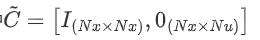 C̃ = [I_{(Nx×Nx)}, 0_{(Nx×Nu)}]